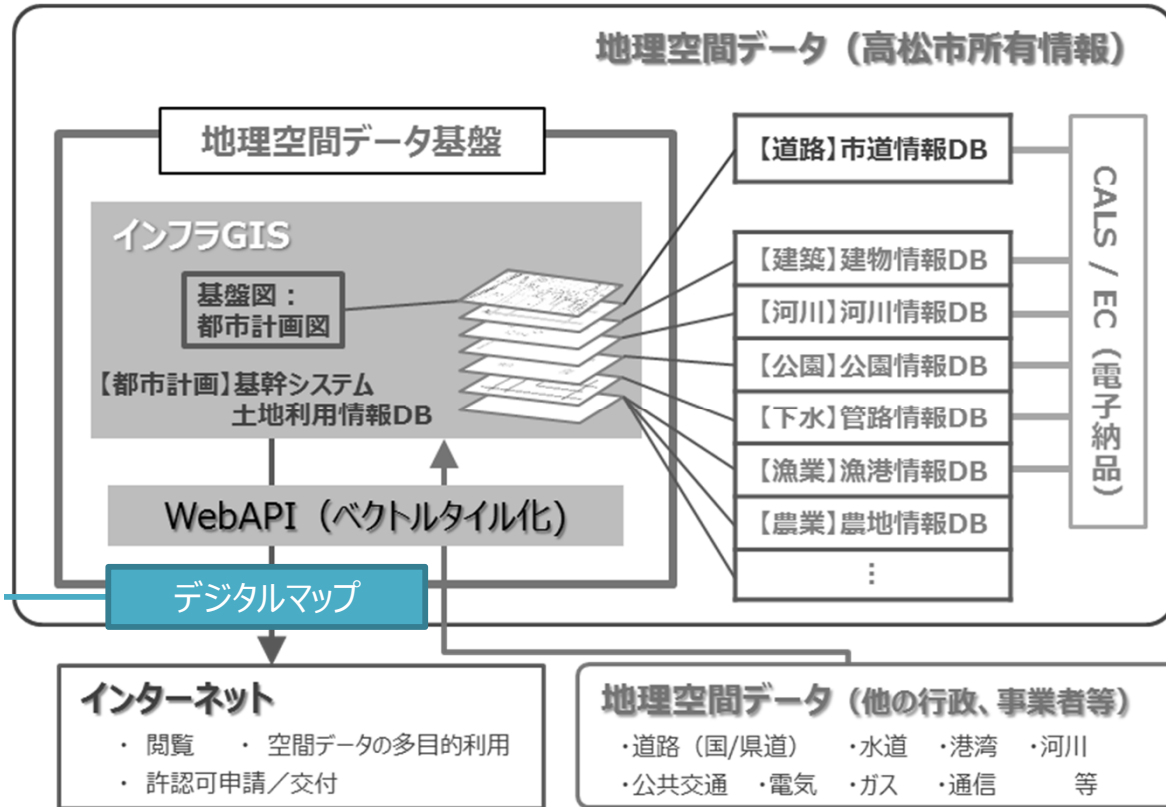 地理空間データ（高松市所有情報）
地理空間データ基盤
インフラGIS
基盤図：
都市計画図
【都市計画】基幹システム
土地利用情報DB
WebAPI（ベクトルタイル化)
デジタルマップ
【道路】市道情報DB
【建築】建物情報DB
【河川】河川情報DB
【公園】公園情報DB
【下水】管路情報DB
【漁業】漁港情報DB
【農業】農地情報DB
⋮
CALS / EC（電子納品）
インターネット
・ 閲覧 ・ 空間データの多目的利用
・ 許認可申請／交付
地理空間データ（他の行政、事業者等）
・道路（国/県道） ・水道 ・港湾 ・河川
・公共交通 ・電気 ・ガス ・通信 等